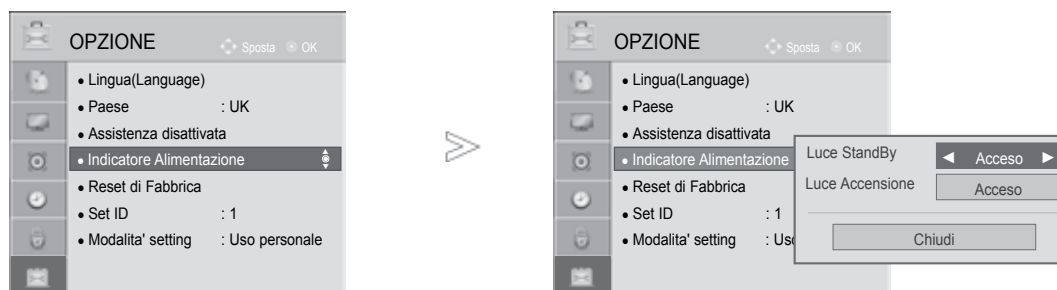 OPZIONE
Sposta OK
• Lingua(Language)
• Paese : UK
• Assistenza disattivata
• Indicatore Alimentazione
• Reset di Fabbrica
• Set ID : 1
• Modalita' setting : Uso personale
OPZIONE
Sposta OK
• Lingua(Language)
• Paese : UK
• Assistenza disattivata
• Indicatore Alimentazione
• Reset di Fabbrica
• Set ID : 1
• Modalita' setting : Us
Luce StandBy ◄ Acceso ►
Luce Accensione Acceso
Chiudi